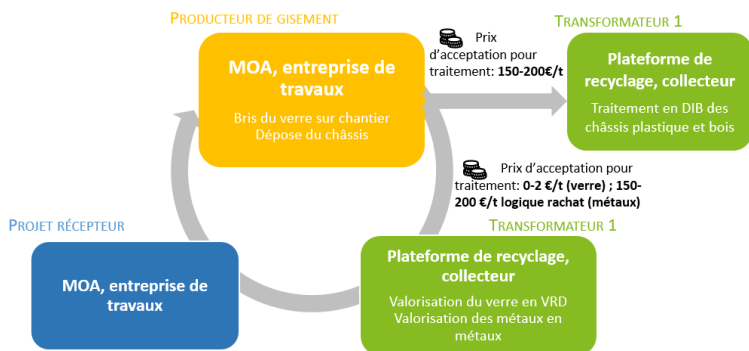 PRODUCTEUR DE GISEMENT
MOA, entreprise de
travaux
Bris du verre sur chantier
Dépose du châssis
Prix
d'acceptation pour
traitement: 150-200€/t
TRANSFORMATEUR 1
Plateforme de
recyclage, collecteur
Traitement en DIB des
châssis plastique et bois
Prix d'acceptation pour
traitement: 0-2 €/t (verre) ; 150-
200 €/t logique rachat (métaux)
TRANSFORMATEUR 1
Plateforme de recyclage,
collecteur
Valorisation du verre en VRD
Valorisation des métaux en
métaux
PROJET RÉCEPTEUR
MOA, entreprise de
travaux